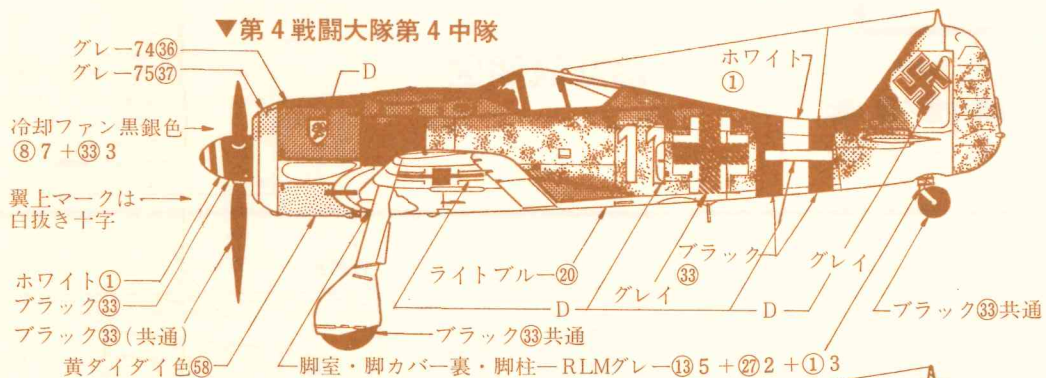 ▼第4戦闘大隊第4中隊
グレー74㊱
グレー75㊲
D
ホワイト
①
冷却ファン黒銀色
⑧7+㉝3
翼上マークは
白抜き十字
11
ホワイト①
ブラック㉝
ブラック㉝(共通)
黄ダイダイ色58
ライトブルー⑳
グレイ
ブラック
㉝
グレイ
D
D
ブラック㉝共通
ブラック㉝共通
脚室・脚カバー裏・脚柱―RLMグレー⑬5+㉗2+①3